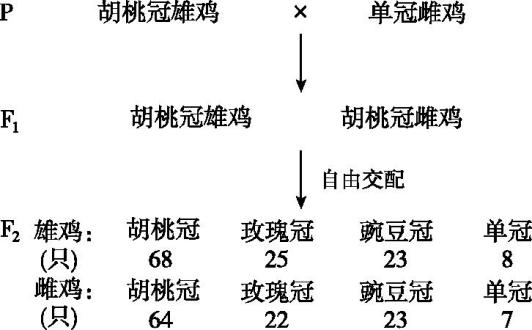 P 胡桃冠雄鸡 × 单冠雌鸡
F₁ 胡桃冠雄鸡 胡桃冠雌鸡
自由交配
F₂ 雄鸡： 胡桃冠 玫瑰冠 豌豆冠 单冠
(只) 68 25 23 8
雌鸡： 胡桃冠 玫瑰冠 豌豆冠 单冠
(只) 64 22 23 7